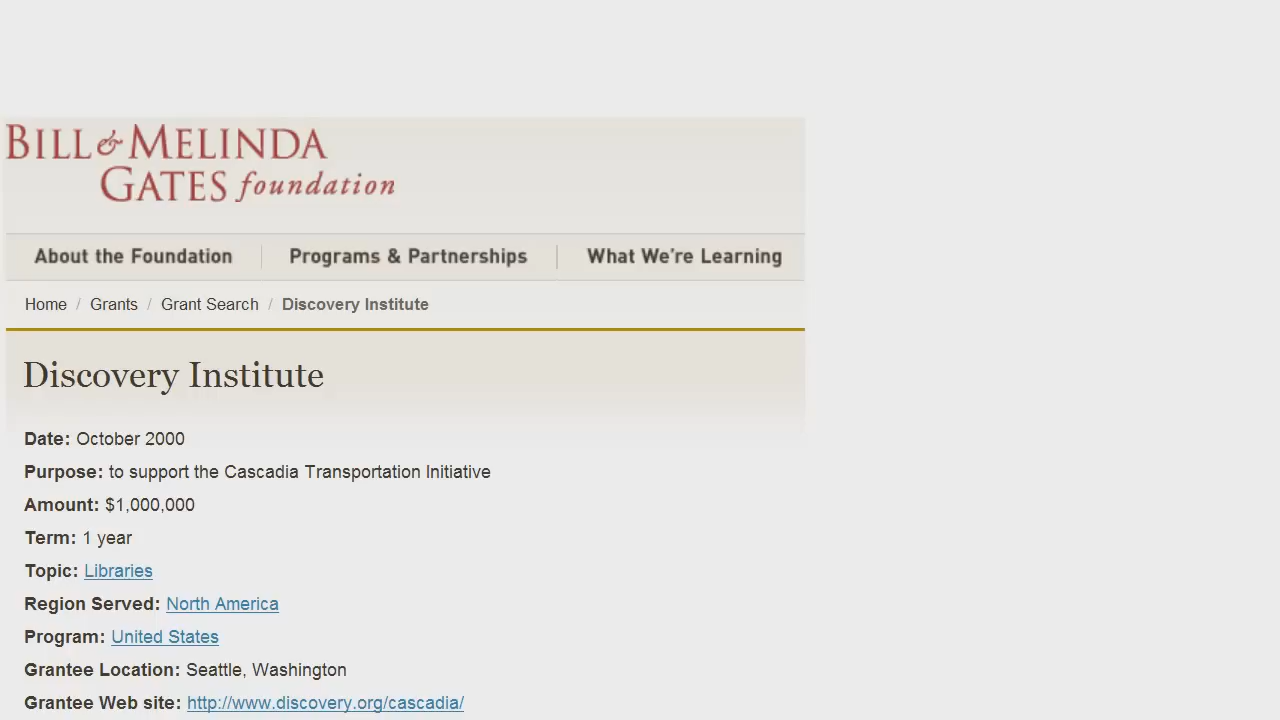 BILL & MELINDA
GATES foundation
About the Foundation
Programs & Partnerships
What We're Learning
Home / Grants / Grant Search / Discovery Institute
Discovery Institute
Date: October 2000
Purpose: to support the Cascadia Transportation Initiative
Amount: $1,000,000
Term: 1 year
Topic: Libraries
Region Served: North America
Program: United States
Grantee Location: Seattle, Washington
Grantee Web site: http://www.discovery.org/cascadia/